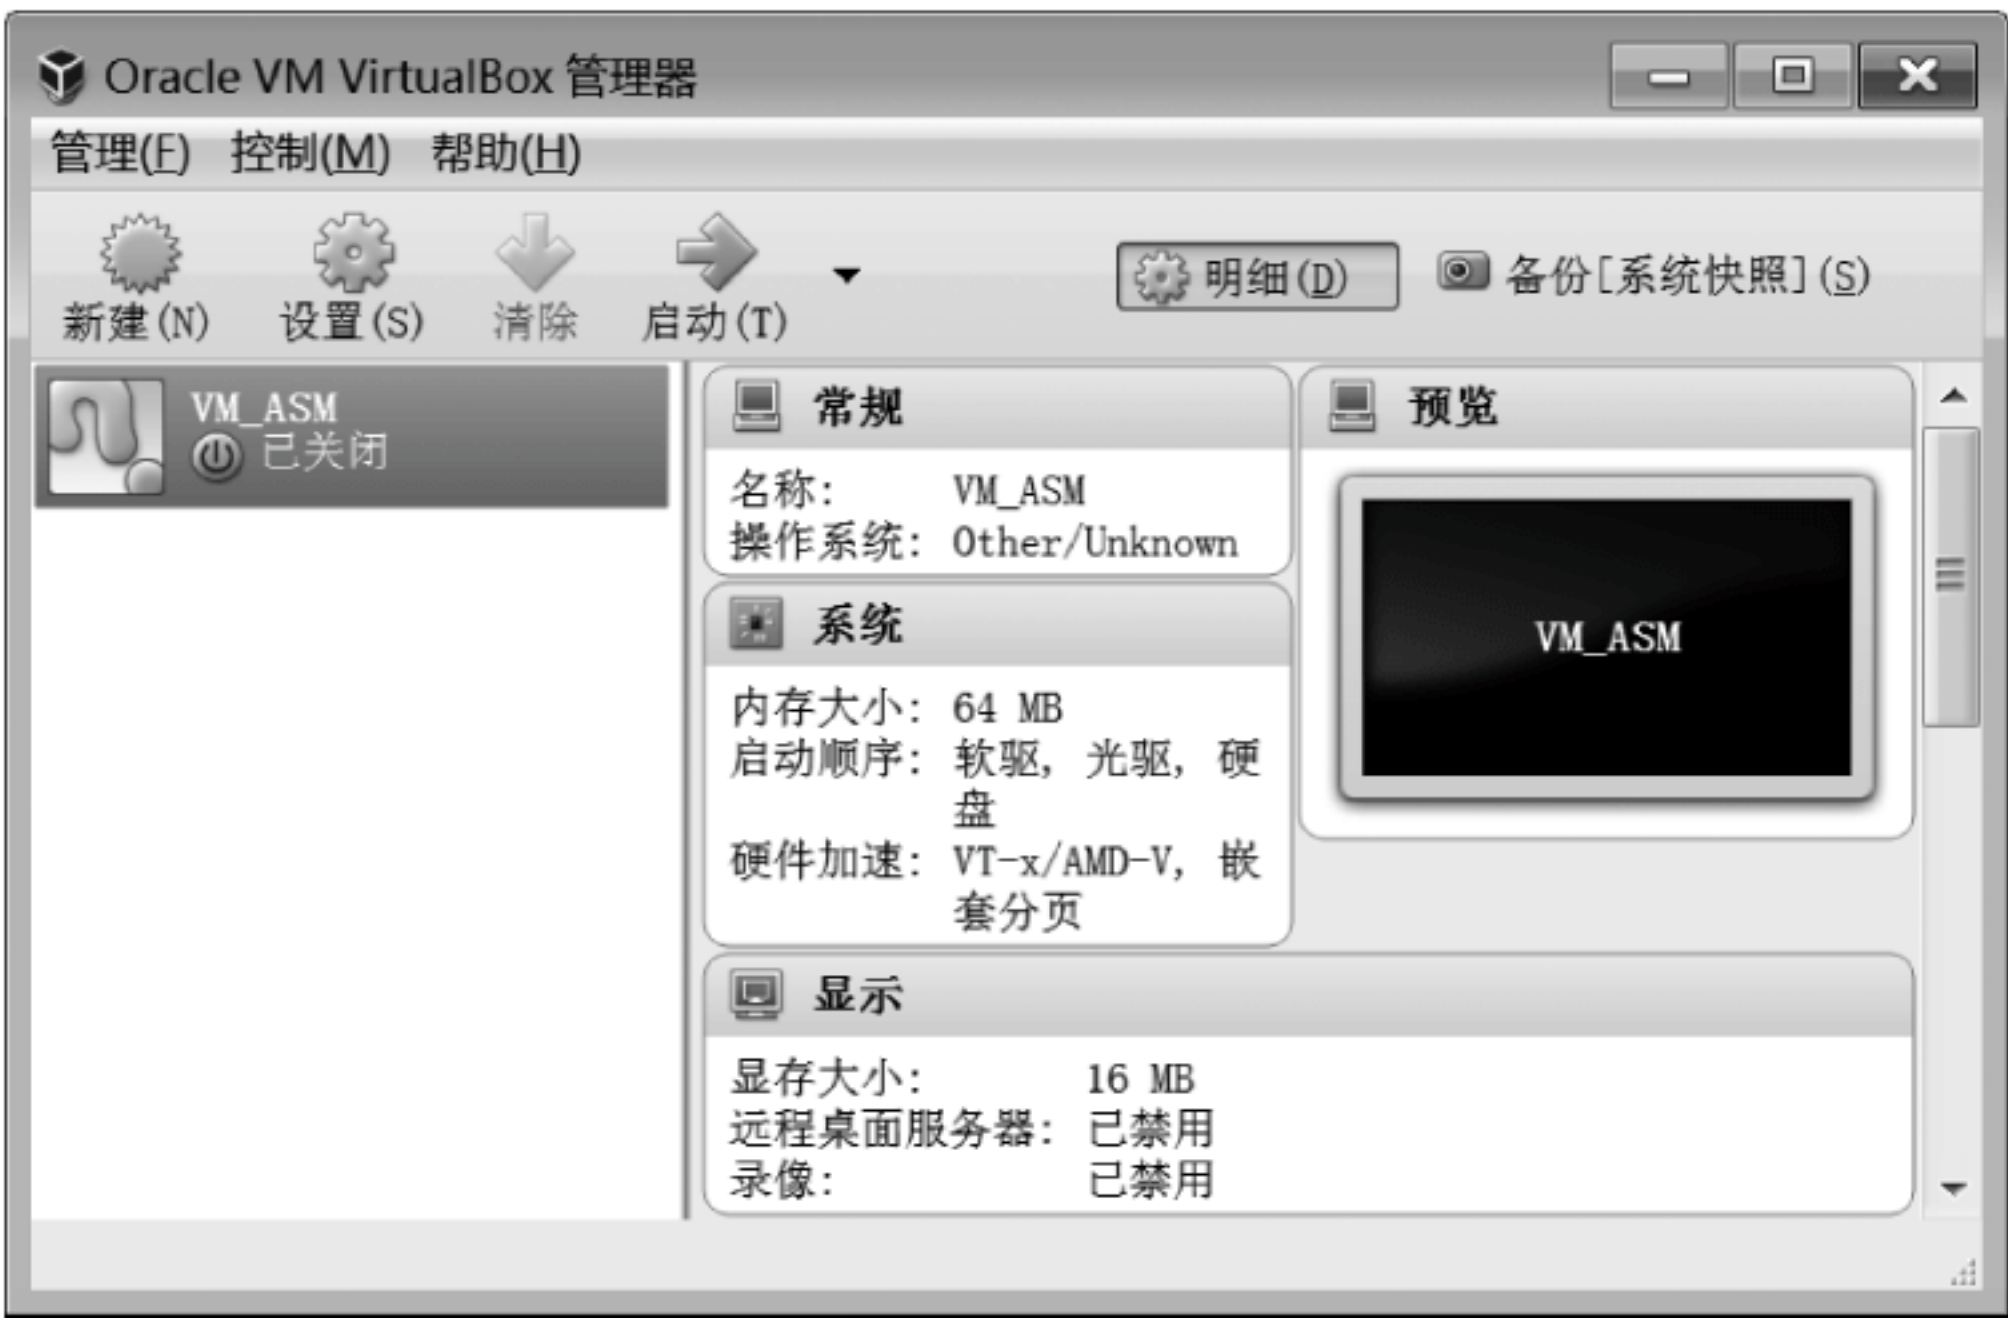 Oracle VM VirtualBox 管理器
管理(F) 控制(M) 帮助(H)
新建(N) 设置(S) 清除 启动(T) 明细(D) 备份[系统快照](S)
VM_ASM
已关闭
常规
名称: VM_ASM
操作系统: Other/Unknown
预览
VM_ASM
系统
内存大小: 64 MB
启动顺序: 软驱, 光驱, 硬
盘
硬件加速: VT-x/AMD-V, 嵌
套分页
显示
显存大小: 16 MB
远程桌面服务器: 已禁用
录像: 已禁用